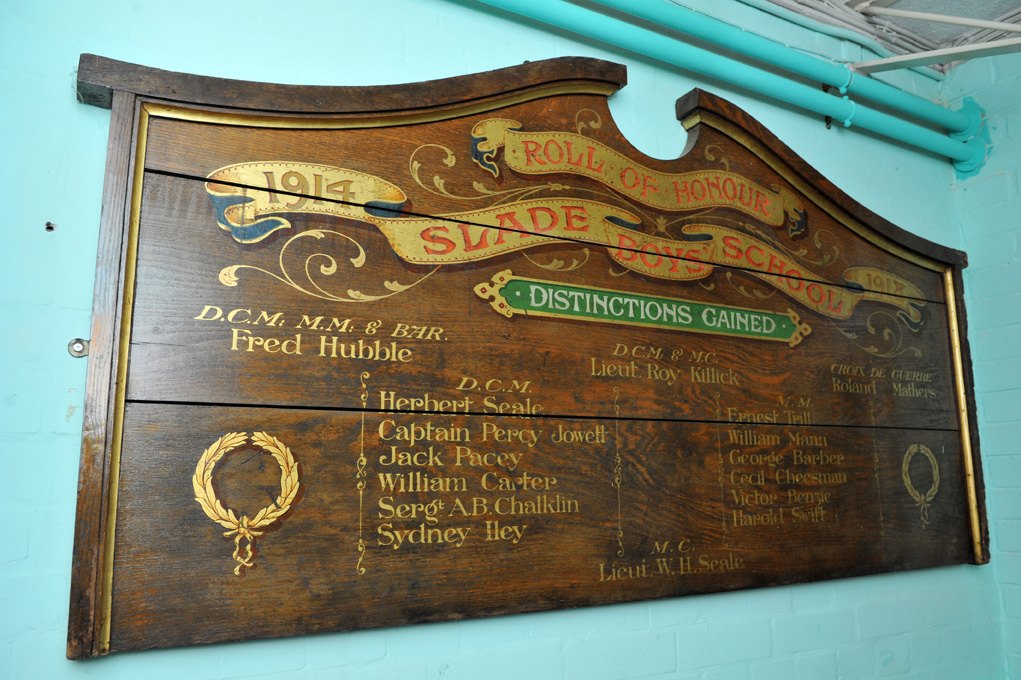 1914
ROLL OF HONOUR
SLADE BOYS SCHOOL
1918
DISTINCTIONS GAINED
D.C.M: M.M: & BAR.
Fred Hubble
D.C.M: & M.C.
Lieut. Roy Killick
CROIX DE GUERRE
Roland Mathers
D.C.M.
Herbert Seale
Captain Percy Jowett
Jack Pacey
William Carter
Sergt A.B. Chalklin
Sydney Iley
M.M.
Ernest Trill
William Mann
George Barber
Cecil Cheesman
Victor
Harold Swift
M.C.
Lieut. W.H. Seale